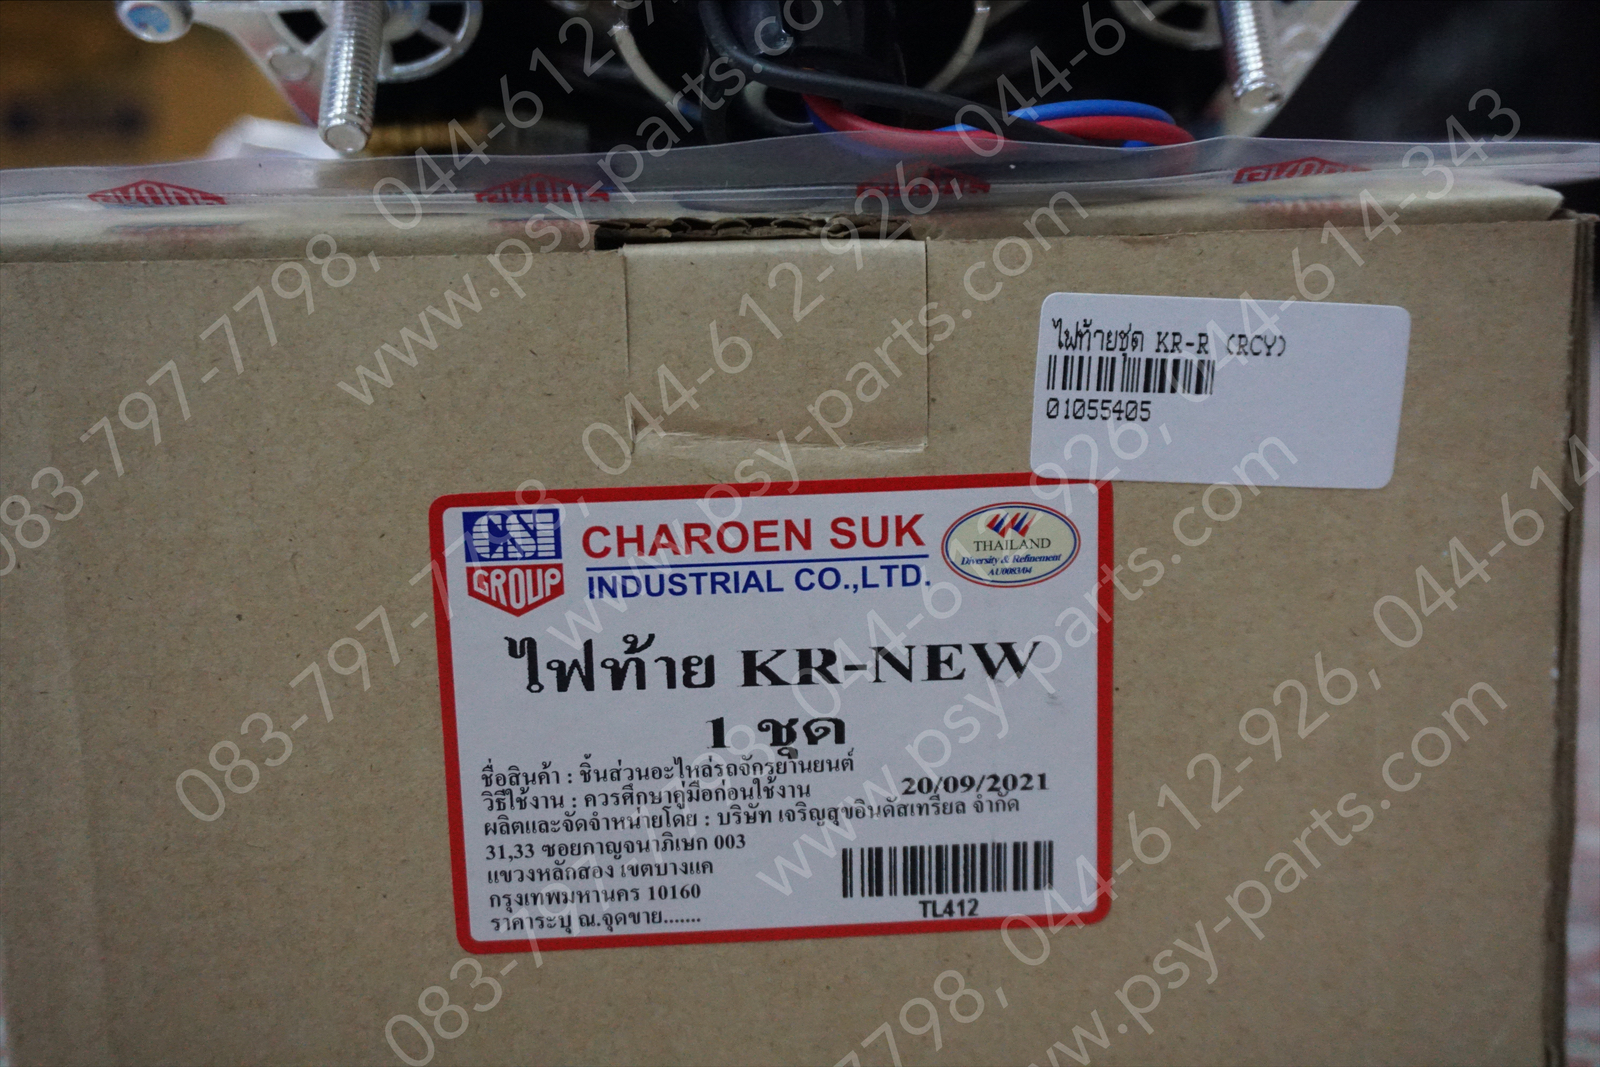 ไฟท้ายชุด KR-R (RCY)
01055405
CSI
GROUP
CHAROEN SUK
INDUSTRIAL CO.,LTD.
THAILAND
Diversity & Refinement
AU0083/04
ไฟท้าย KR-NEW
1 ชุด
ชื่อสินค้า : ชิ้นส่วนอะไหล่รถจักรยานยนต์
วิธีใช้งาน : ควรศึกษาคู่มือก่อนใช้งาน
20/09/2021
ผลิตและจัดจำหน่ายโดย : บริษัท เจริญสุขอินดัสเทรียล จำกัด
31,33 ซอยกาญจนาภิเษก 003
แขวงหลักสอง เขตบางแค
กรุงเทพมหานคร 10160
ราคาระบุ ณ.จุดขาย.......
TL412
083-797-7798, 044-612-926, 044-614-343
www.psy-parts.com